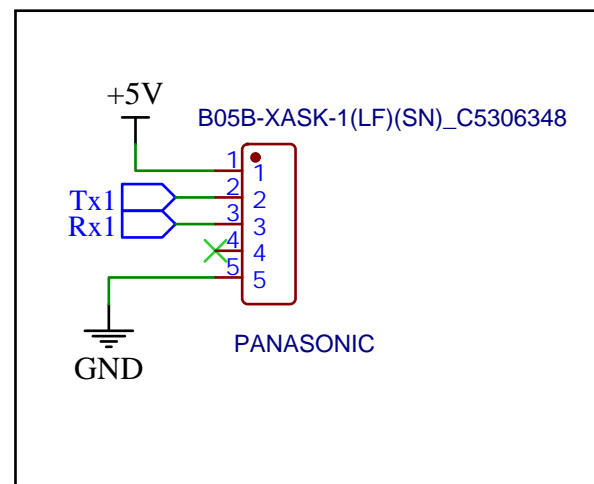 +5V
B05B-XASK-1(LF)(SN)_C5306348
1 1
Tx1 2 2
Rx1 3 3
4 4
5 5
PANASONIC
GND